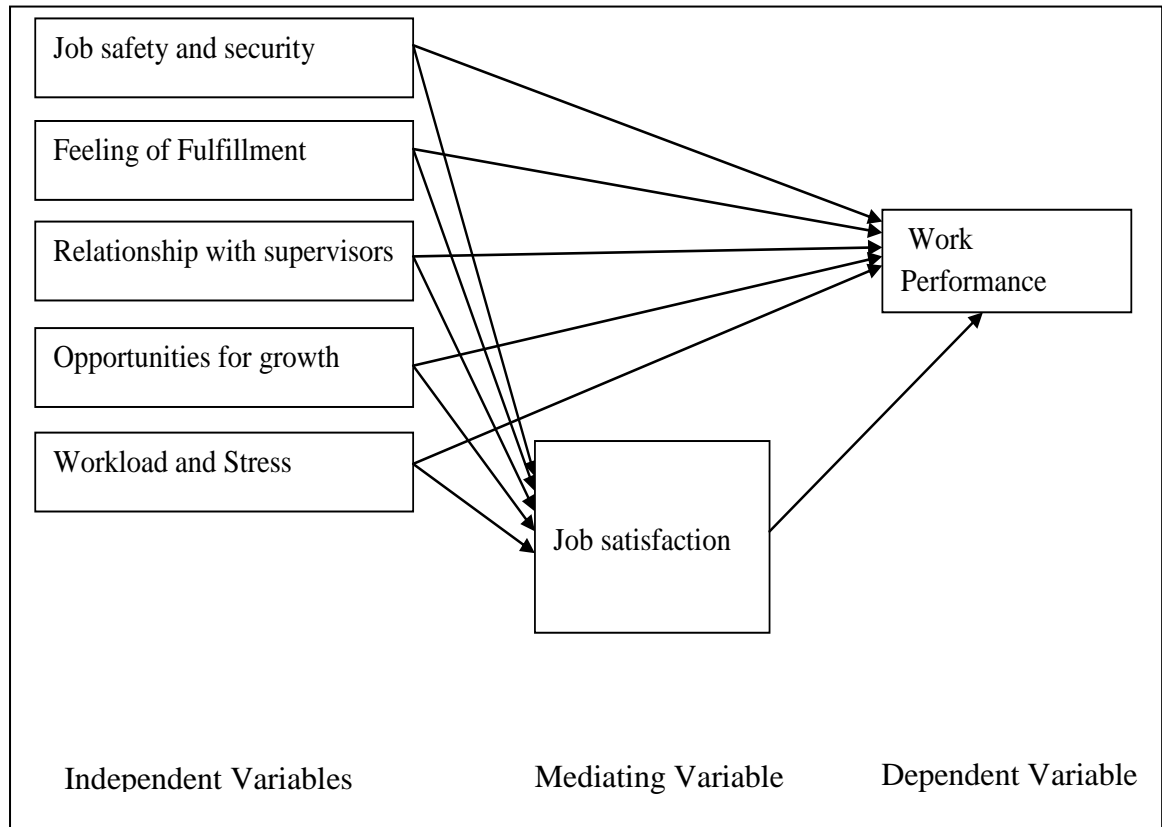 Job safety and security
Feeling of Fulfillment
Relationship with supervisors
Opportunities for growth
Workload and Stress
Work
Performance
Job satisfaction
Independent Variables
Mediating Variable
Dependent Variable